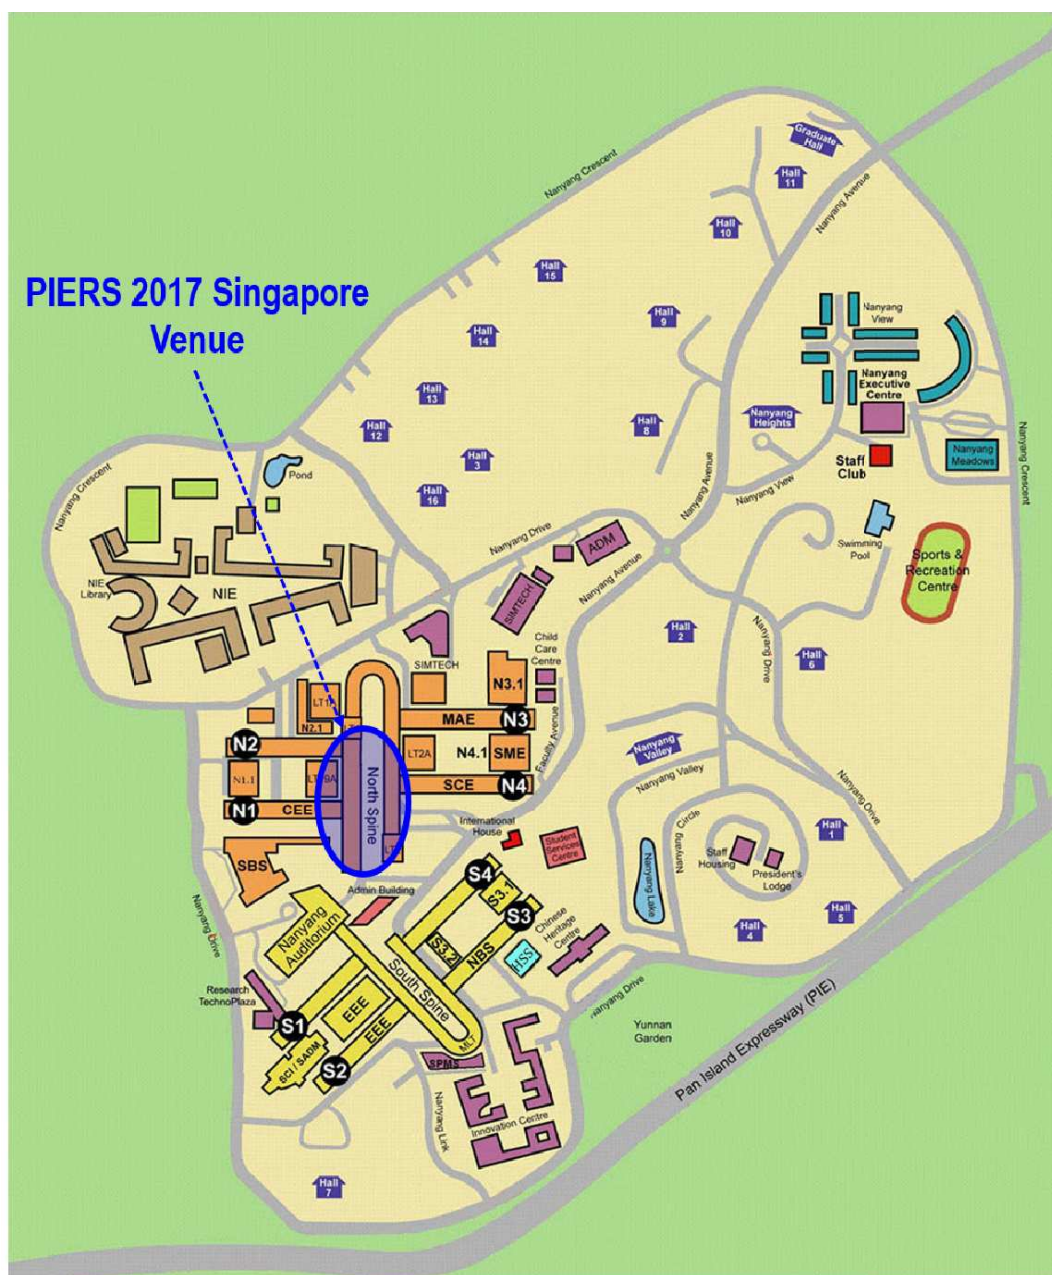 PIERS 2017 Singapore
Venue
Graduate
Hall
Hall
11
Nanyang Crescent
Nanyang Avenue
Hall
10
Hall
15
Hall
9
Hall
14
Nanyang
View
Nanyang
Executive
Centre
Hall
13
Hall
12
Hall
8
Nanyang
Heights
Hall
3
Hall
16
Staff
Club
Nanyang
Meadows
Nanyang Crescent
Nanyang Crescent
Pond
Nanyang View
Nanyang Avenue
Nanyang Drive
ADM
Swimming
Pool
Sports &
Recreation
Centre
NIE
Library
NIE
SIMTECH
Nanyang Avenue
Hall
2
Nanyang Drive
Hall
6
Child
Care
Centre
SIMTECH
N3.1
LT1A
N2.1
MAE
N3
N2
LT2A
N4.1
SME
Faculty Avenue
Nanyang
Valley
Nanyang Valley
N1.1
North Spine
SCE
N4
N1
CEE
Nanyang Drive
International
House
Student
Services
Centre
Hall
1
Circle
Nanyang
Staff
Housing
President's
Lodge
SBS
Admin Building
S4
S3.1
S3
Nanyang Lake
Hall
5
Hall
4
Nanyang
Auditorium
S3.2
NBS
HSS
Chinese
Heritage
Centre
Nanyang Drive
South Spine
Research
TechnoPlaza
EEE
EEE
S1
SCI / SADM
S2
MLT
SPMS
Nanyang Drive
Yunnan
Garden
Pan Island Expressway (PIE)
Nanyang Link
Innovation Centre
Hall
7